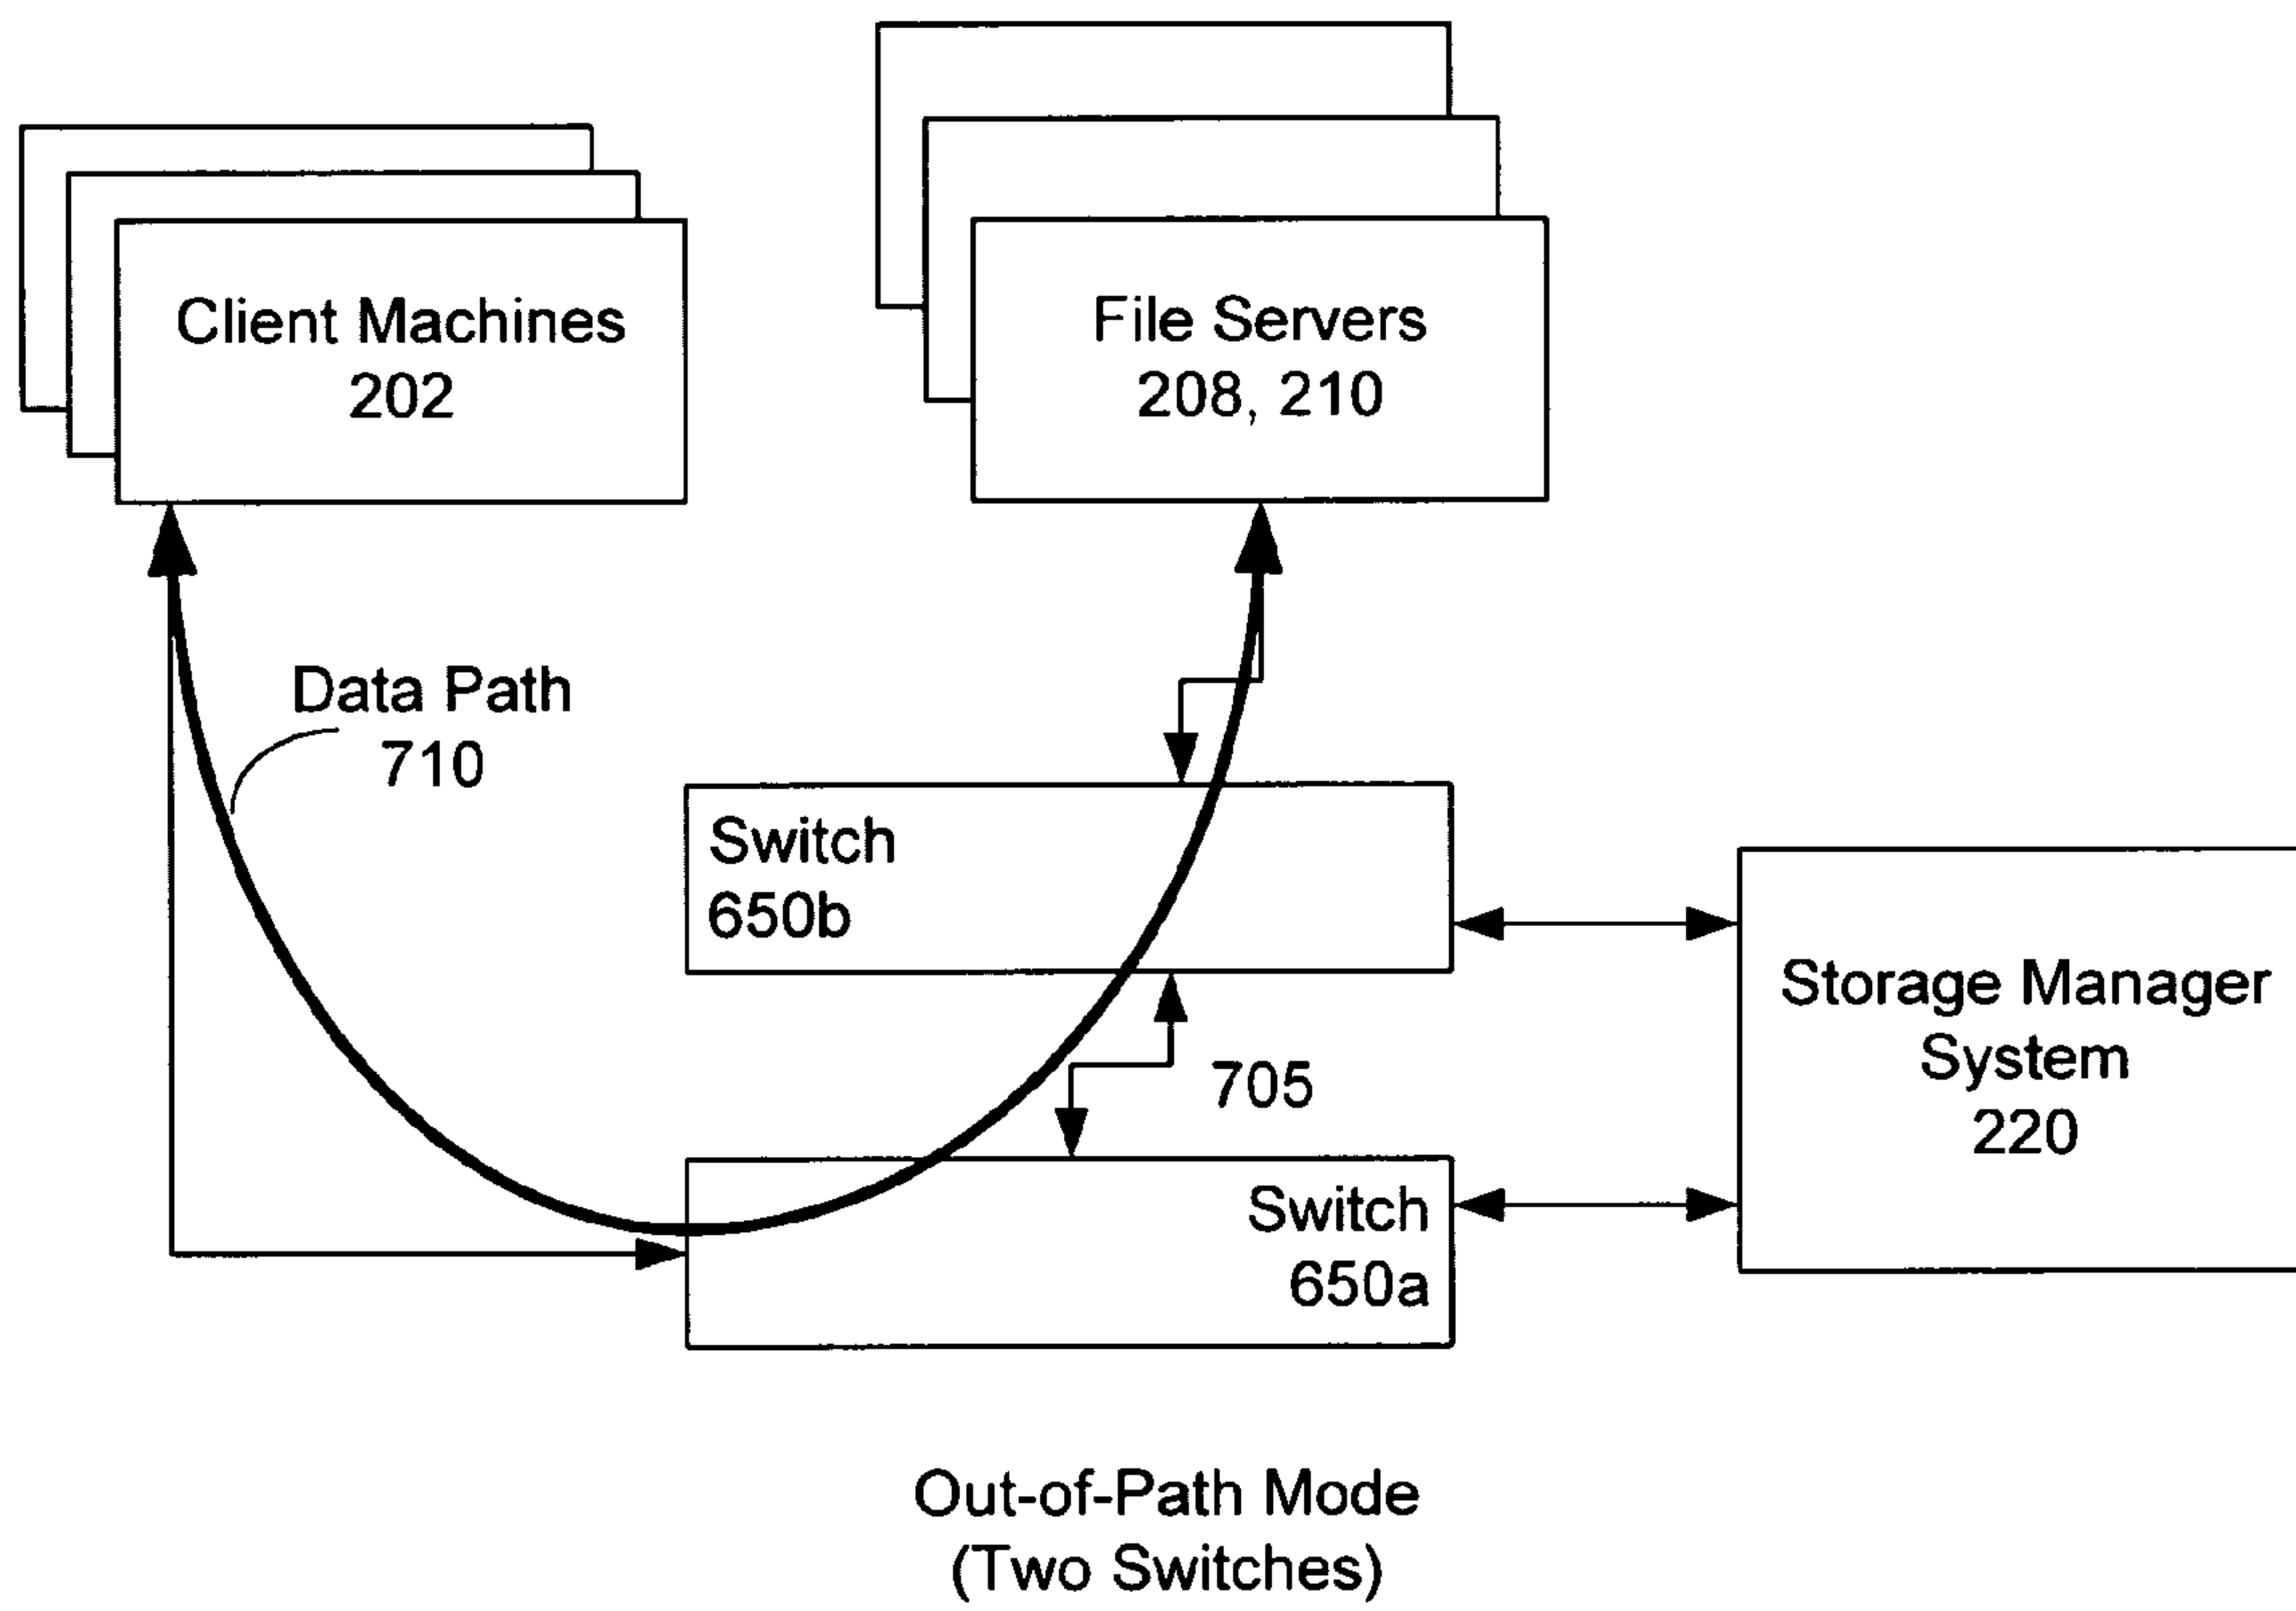 Client Machines
202
File Servers
208, 210
Data Path
710
Switch
650b
Storage Manager
System
220
705
Switch
650a
Out-of-Path Mode
(Two Switches)